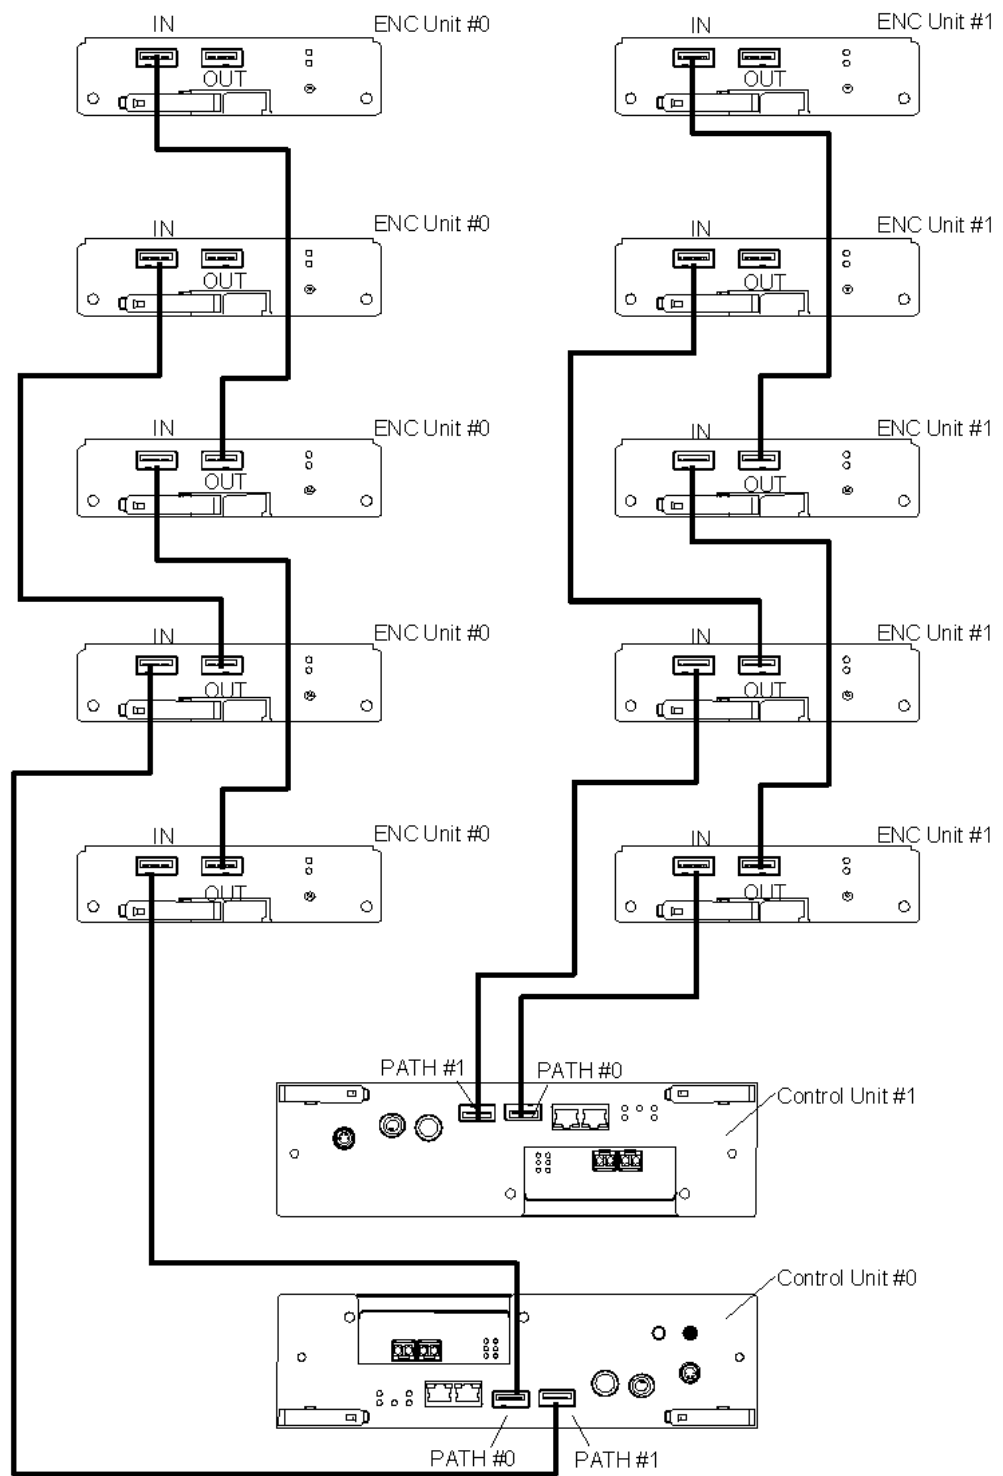 IN ENC Unit #0 IN ENC Unit #1
OUT OUT
IN ENC Unit #0 IN ENC Unit #1
OUT OUT
IN ENC Unit #0 IN ENC Unit #1
OUT OUT
IN ENC Unit #0 IN ENC Unit #1
OUT OUT
IN ENC Unit #0 IN ENC Unit #1
OUT OUT
PATH #1 PATH #0
Control Unit #1
Control Unit #0
PATH #0 PATH #1